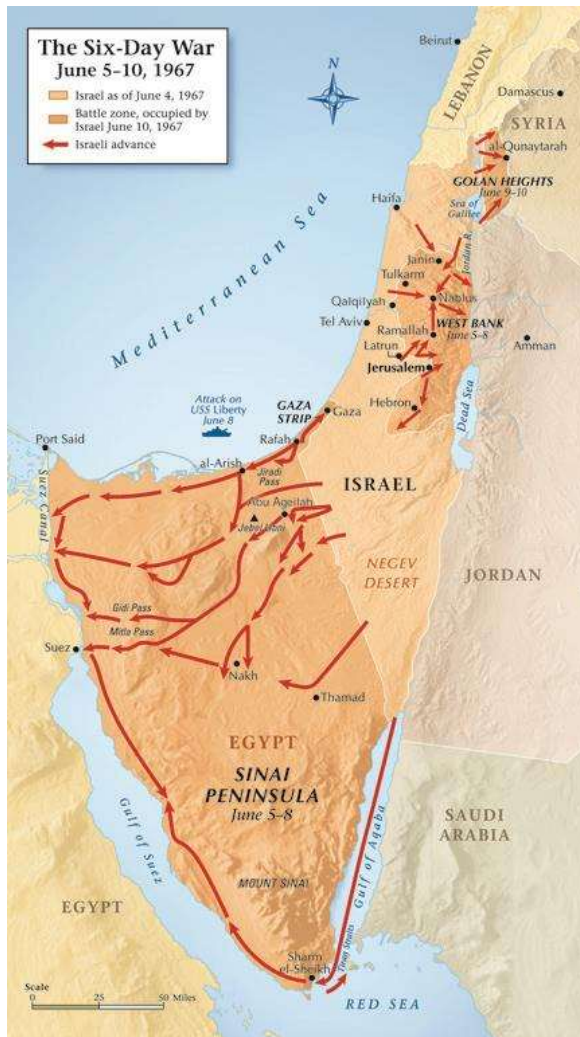 The Six-Day War
June 5–10, 1967
Israel as of June 4, 1967
Battle zone, occupied by
Israel June 10, 1967
Israeli advance
N
Beirut
LEBANON
Damascus
SYRIA
al-Qunaytarah
GOLAN HEIGHTS
June 9–10
Sea of
Galilee
Haifa
Jordan R.
Mediterranean Sea
Janin
Tulkarm
Nablus
Qalqilyah
Tel Aviv
WEST BANK
June 5–8
Ramallah
Latrun
Amman
Jerusalem
Attack on
USS Liberty
June 8
GAZA
STRIP
Gaza
Hebron
Dead Sea
Port Said
Rafah
al-Arish
Jiradi
Pass
Suez Canal
ISRAEL
Abu Ageilah
Jebel Libni
NEGEV
DESERT
JORDAN
Gidi Pass
Mitla Pass
Suez
Nakh
Thamad
EGYPT
SINAI
PENINSULA
June 5–8
Gulf of Suez
Gulf of Aqaba
SAUDI
ARABIA
MOUNT SINAI
EGYPT
Sharm
el-Sheikh
Tiran Straits
RED SEA
Scale
0 25 50 Miles